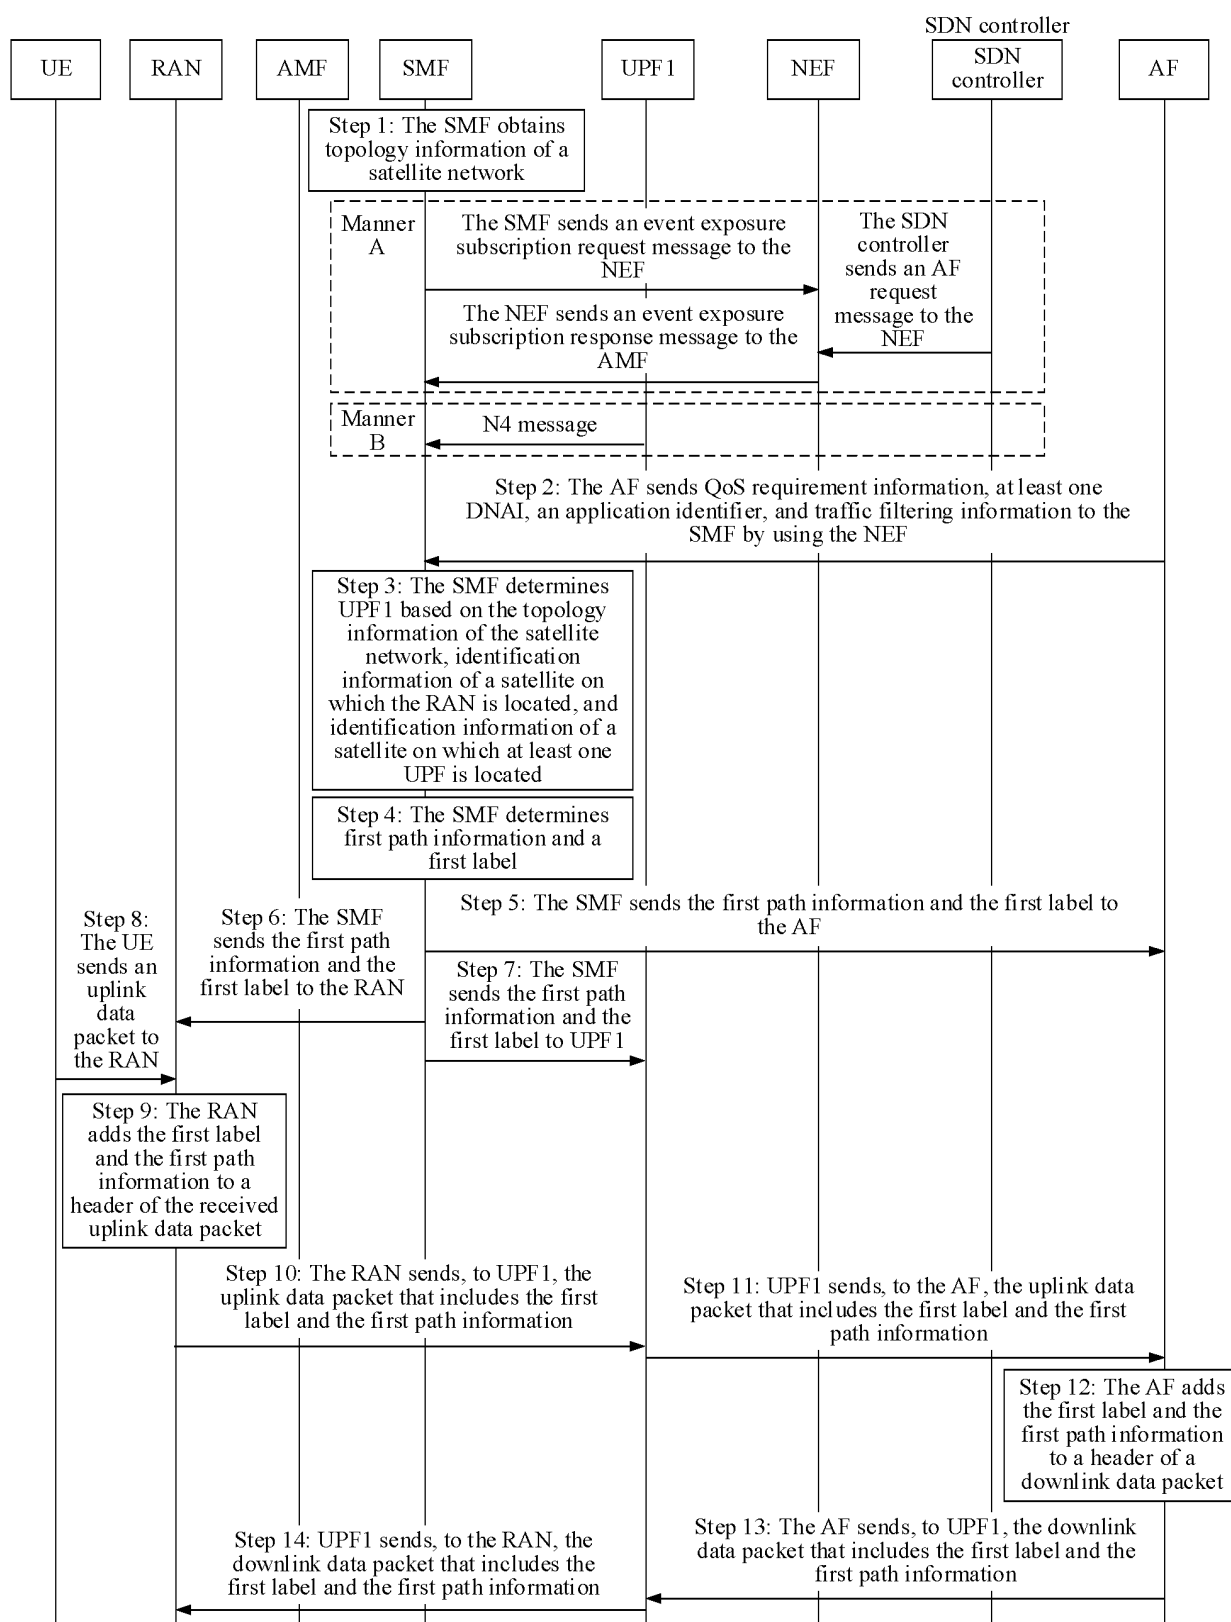 SDN controller
UE
RAN
AMF
SMF
UPF1
NEF
SDN
controller
AF
Step 1: The SMF obtains
topology information of a
satellite network
Manner
A
The SMF sends an event exposure
subscription request message to the
NEF
The SDN
controller
sends an AF
request
message to the
NEF
The NEF sends an event exposure
subscription response message to the
AMF
Manner
B
N4 message
Step 2: The AF sends QoS requirement information, at least one
DNAI, an application identifier, and traffic filtering information to the
SMF by using the NEF
Step 3: The SMF determines
UPF1 based on the topology
information of the satellite
network, identification
information of a satellite on
which the RAN is located, and
identification information of a
satellite on which at least one
UPF is located
Step 4: The SMF determines
first path information and a
first label
Step 5: The SMF sends the first path information and the first label to
the AF
Step 6: The SMF
sends the first path
information and the
first label to the RAN
Step 7: The SMF
sends the first path
information and the
first label to UPF1
Step 8:
The UE
sends an
uplink
data
packet to
the RAN
Step 9: The RAN
adds the first label
and the first path
information to a
header of the received
uplink data packet
Step 10: The RAN sends, to UPF1, the
uplink data packet that includes the first
label and the first path information
Step 11: UPF1 sends, to the AF, the uplink data
packet that includes the first label and the first
path information
Step 12: The AF adds
the first label and the
first path information
to a header of a
downlink data packet
Step 13: The AF sends, to UPF1, the downlink
data packet that includes the first label and the
first path information
Step 14: UPF1 sends, to the RAN, the
downlink data packet that includes the
first label and the first path information